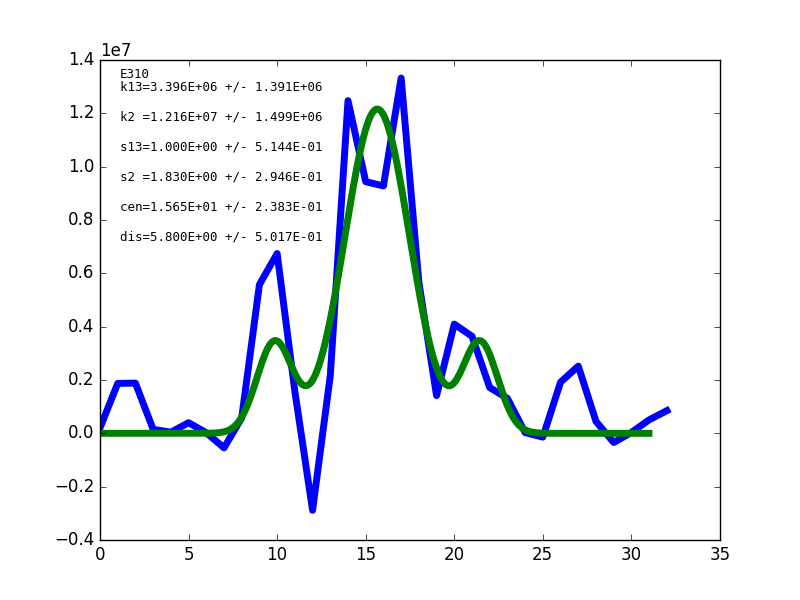 1e7
1.4
E310
k13=3.396E+06 +/- 1.391E+06
1.2
k2 =1.216E+07 +/- 1.499E+06
s13=1.000E+00 +/- 5.144E-01
1.0
s2 =1.830E+00 +/- 2.946E-01
0.8
cen=1.565E+01 +/- 2.383E-01
dis=5.800E+00 +/- 5.017E-01
0.6
0.4
0.2
0.0
−0.2
−0.4
0 5 10 15 20 25 30 35